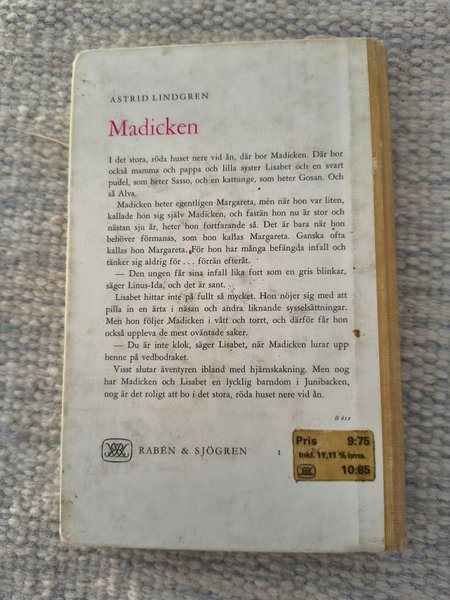 ASTRID LINDGREN
Madicken
I det stora, röda huset nere vid ån, där bor Madicken. Där bor
också mamma och pappa och lilla syster Lisabet och en svart
pudel, som heter Sasso, och en kattunge, som heter Gosan. Och
så Alva.
Madicken heter egentligen Margareta, men när hon var liten,
kallade hon sig själv Madicken, och fastän hon nu är stor och
nästan sju år, heter hon fortfarande så. Det är bara när hon
behöver förmanas, som hon kallas Margareta. Ganska ofta
kallas hon Margareta. För hon har många befängda infall och
tänker sig aldrig för . . . förrän efteråt.
— Den ungen får sina infall lika fort som en gris blinkar,
säger Linus-Ida, och det är sant.
Lisabet hittar inte på fullt så mycket. Hon nöjer sig med att
pilla in en ärta i näsan och andra liknande sysselsättningar.
Men hon följer Madicken i vått och torrt, och därför får hon
också uppleva de mest oväntade saker.
— Du är inte klok, säger Lisabet, när Madicken lurar upp
henne på vedbodtaket.
Visst slutar äventyren ibland med hjärnskakning. Men nog
har Madicken och Lisabet en lycklig barndom i Junibacken,
nog är det roligt att bo i det stora, röda huset nere vid ån.
B 622
RABÉN & SJÖGREN 1
Pris 9:75
Inkl. 11,11 % oms.
10:85